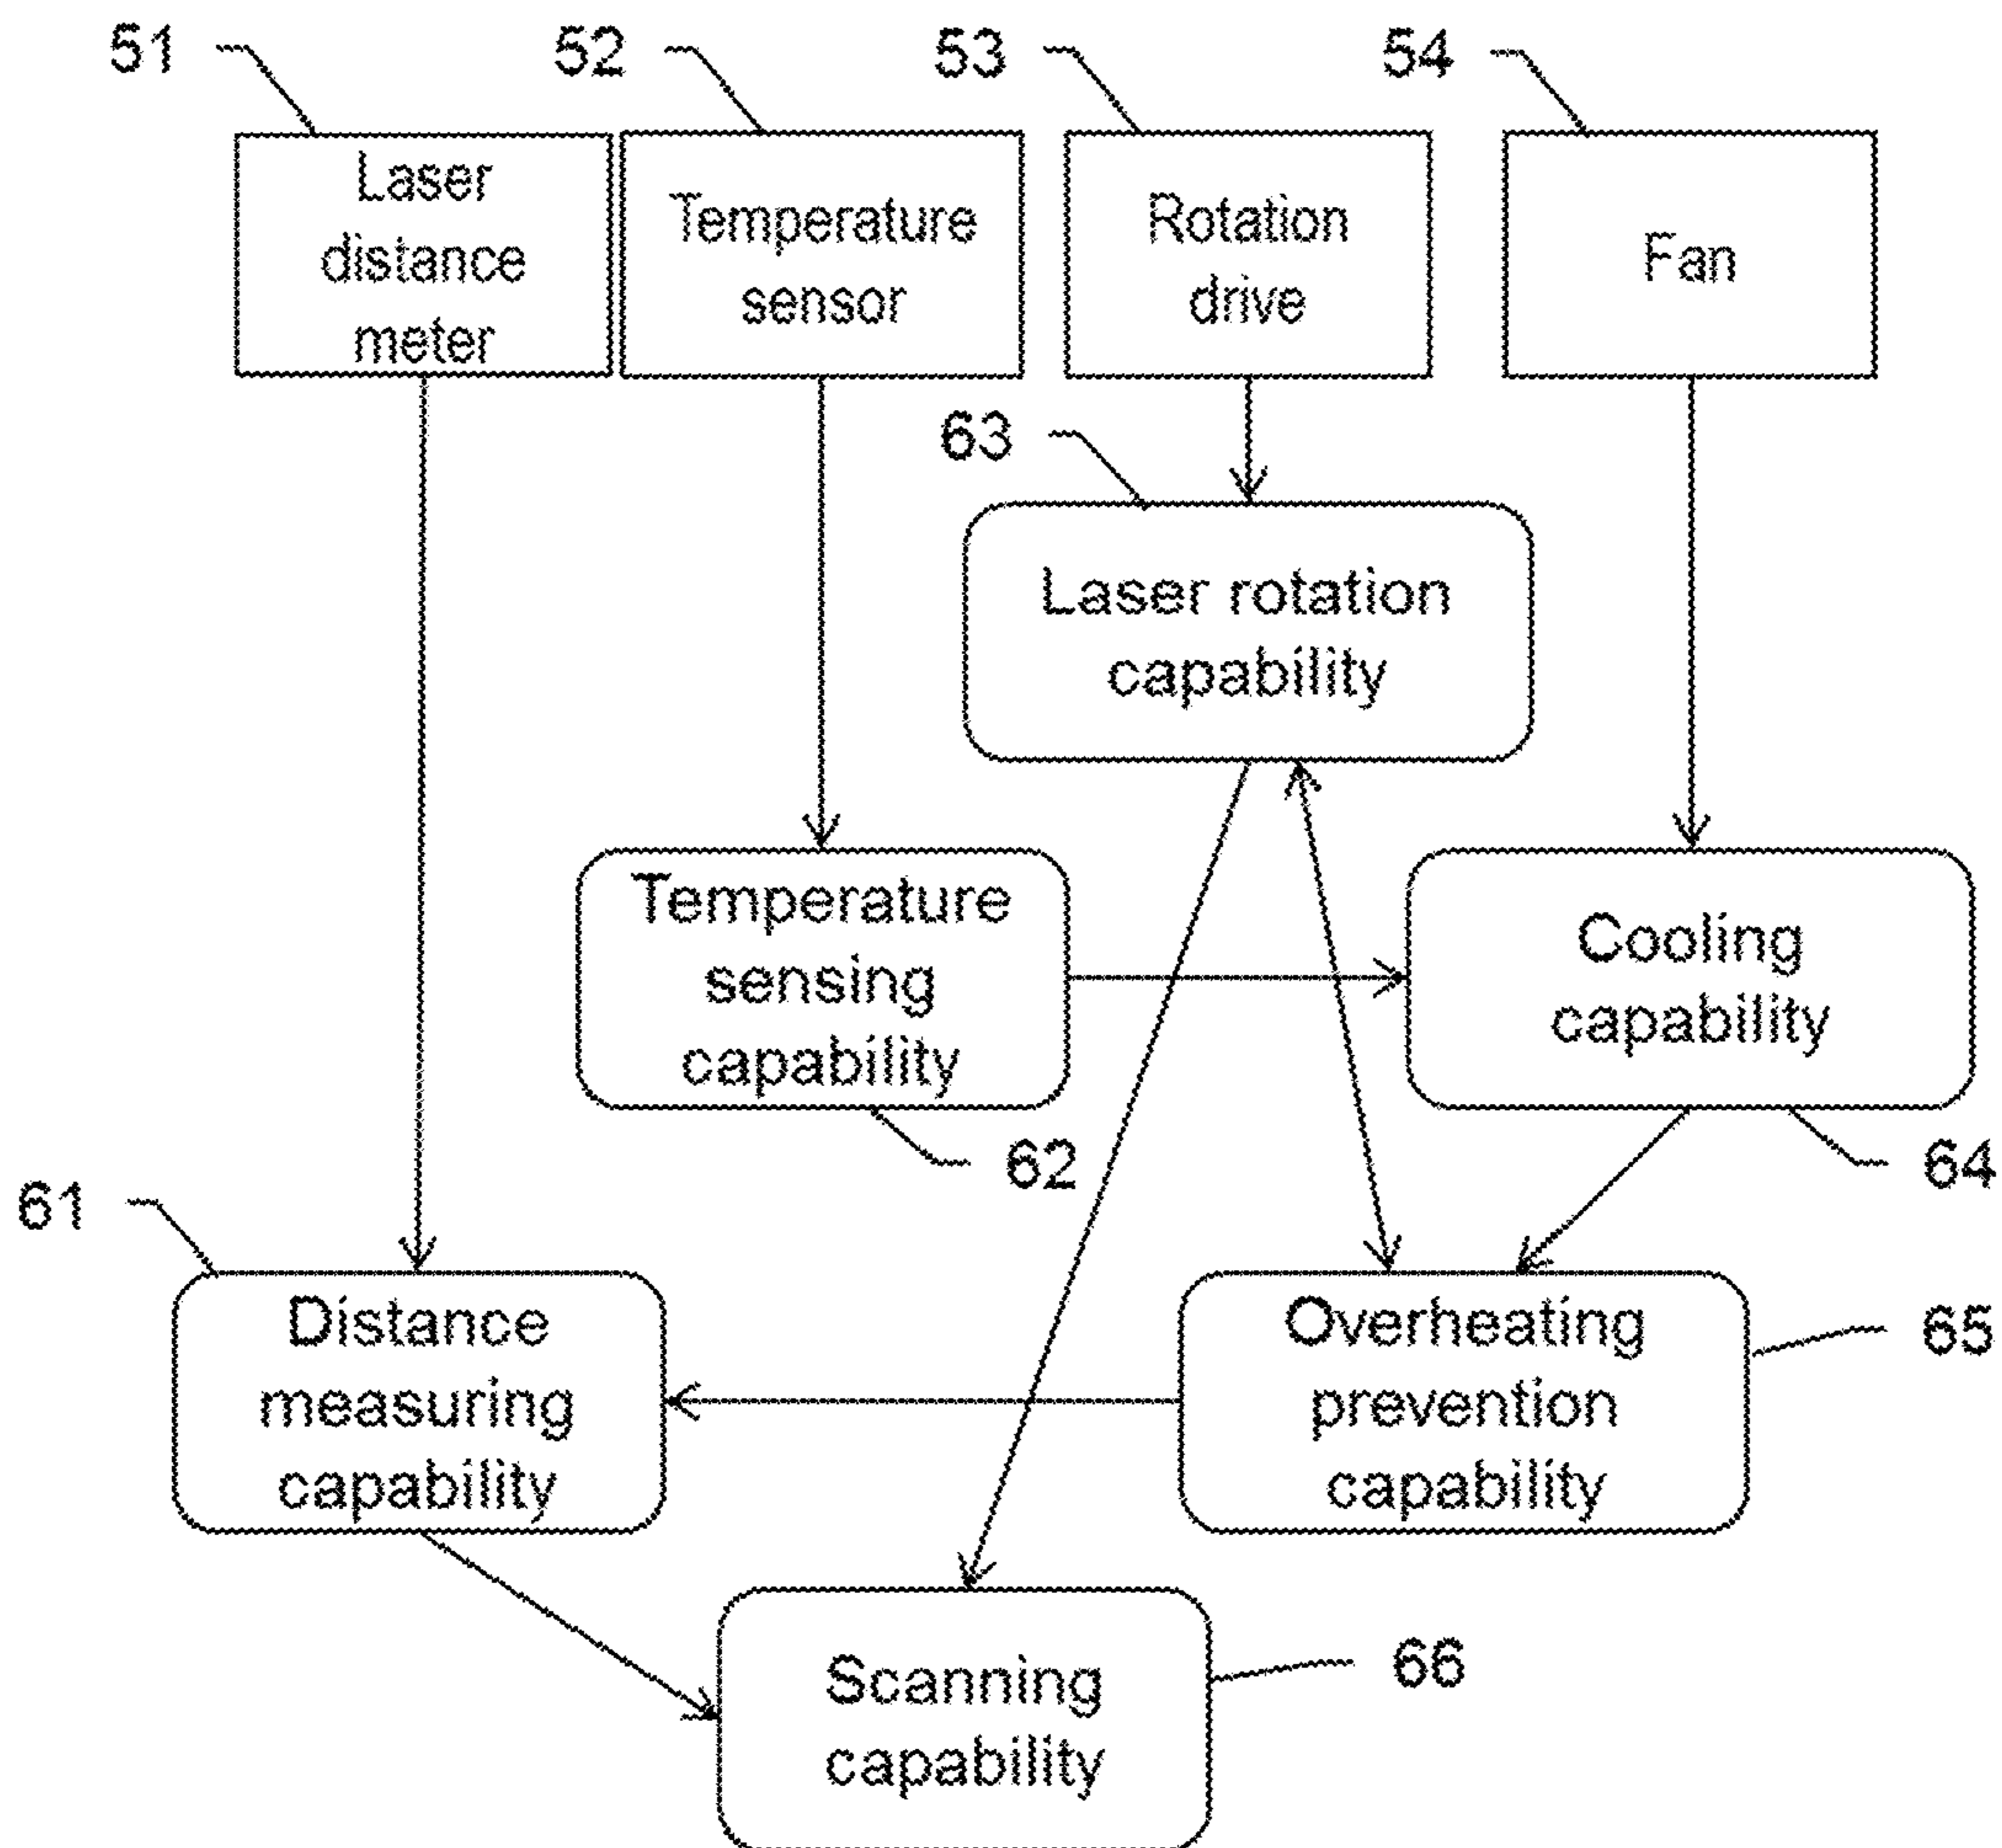 51
52
53
54
Laser
distance
meter
Temperature
sensor
Rotation
drive
Fan
63
Laser rotation
capability
Temperature
sensing
capability
Cooling
capability
62
64
61
Distance
measuring
capability
Overheating
prevention
capability
65
Scanning
capability
66